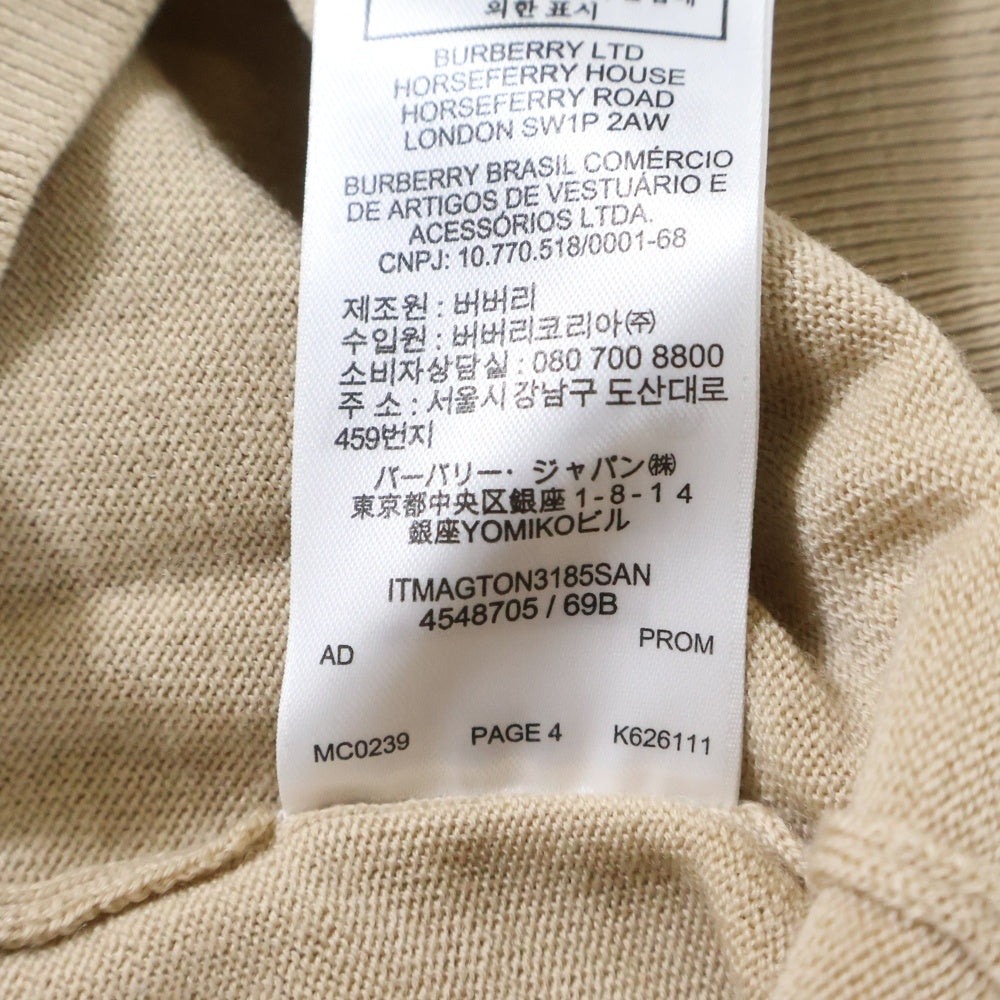 의한 표시
BURBERRY LTD
HORSEFERRY HOUSE
HORSEFERRY ROAD
LONDON SW1P 2AW
BURBERRY BRASIL COMÉRCIO
DE ARTIGOS DE VESTUÁRIO E
ACESSÓRIOS LTDA.
CNPJ: 10.770.518/0001-68
제조원 : 버버리
수입원 : 버버리코리아㈜
소비자상담실 : 080 700 8800
주 소 : 서울시 강남구 도산대로
459번지
バーバリー・ジャパン㈱
東京都中央区銀座 1-8-14
銀座YOMIKOビル
ITMAGTON3185SAN
4548705 / 69B
AD PROM
MC0239 PAGE 4 K626111